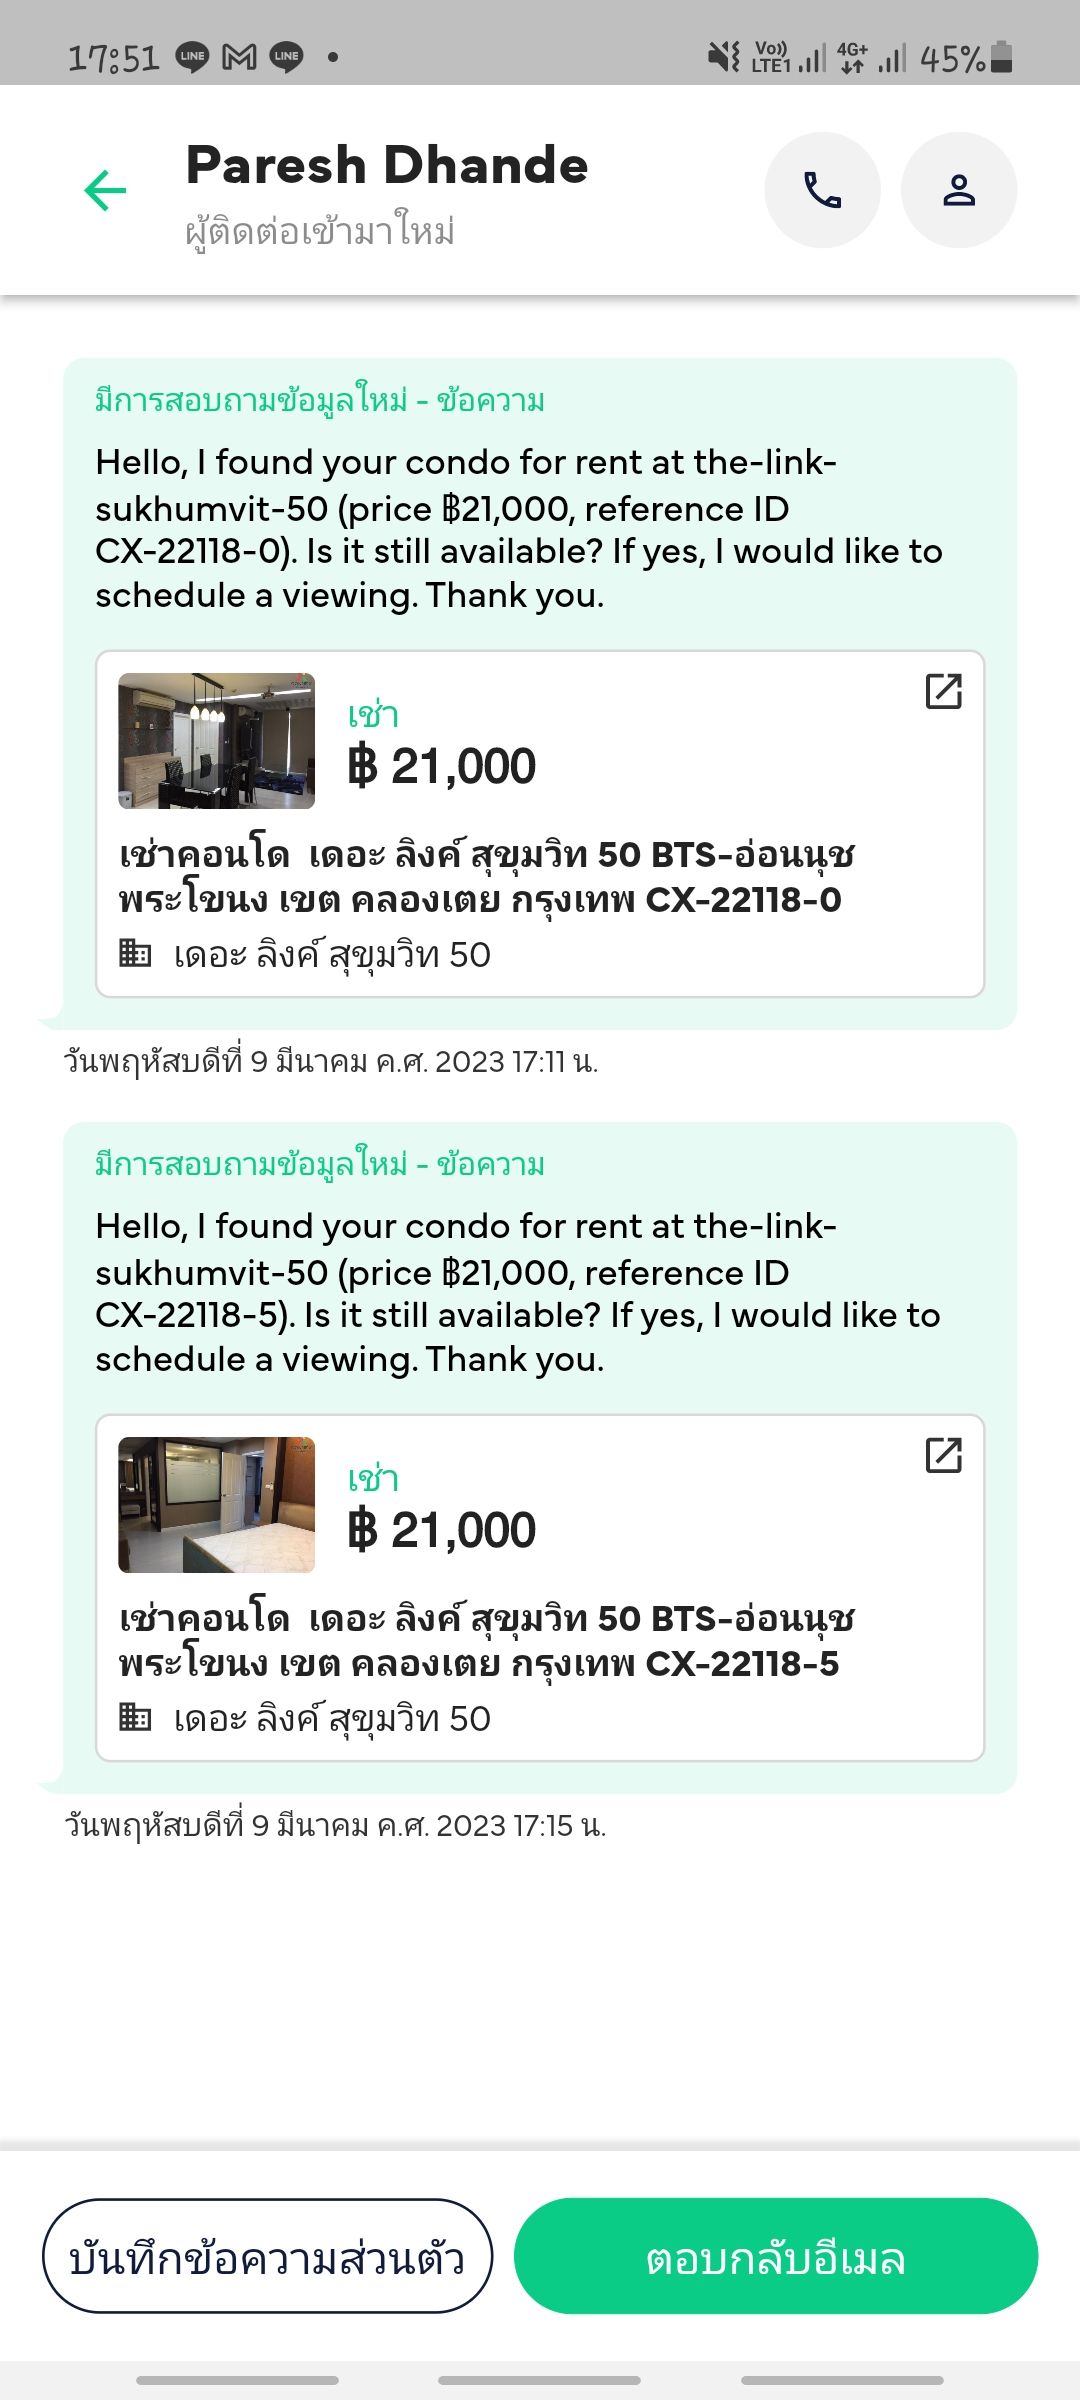 17:51 LINE LINE Vo)) LTE1 4G+ 45%
Paresh Dhande
ผู้ติดต่อเข้ามาใหม่
มีการสอบถามข้อมูลใหม่ - ข้อความ
Hello, I found your condo for rent at the-link-
sukhumvit-50 (price ฿21,000, reference ID
CX-22118-0). Is it still available? If yes, I would like to
schedule a viewing. Thank you.
เช่า
฿ 21,000
เช่าคอนโด เดอะ ลิงค์ สุขุมวิท 50 BTS-อ่อนนุช
พระโขนง เขต คลองเตย กรุงเทพ CX-22118-0
เดอะ ลิงค์ สุขุมวิท 50
วันพฤหัสบดีที่ 9 มีนาคม ค.ศ. 2023 17:11 น.
มีการสอบถามข้อมูลใหม่ - ข้อความ
Hello, I found your condo for rent at the-link-
sukhumvit-50 (price ฿21,000, reference ID
CX-22118-5). Is it still available? If yes, I would like to
schedule a viewing. Thank you.
เช่า
฿ 21,000
เช่าคอนโด เดอะ ลิงค์ สุขุมวิท 50 BTS-อ่อนนุช
พระโขนง เขต คลองเตย กรุงเทพ CX-22118-5
เดอะ ลิงค์ สุขุมวิท 50
วันพฤหัสบดีที่ 9 มีนาคม ค.ศ. 2023 17:15 น.
บันทึกข้อความส่วนตัว
ตอบกลับอีเมล